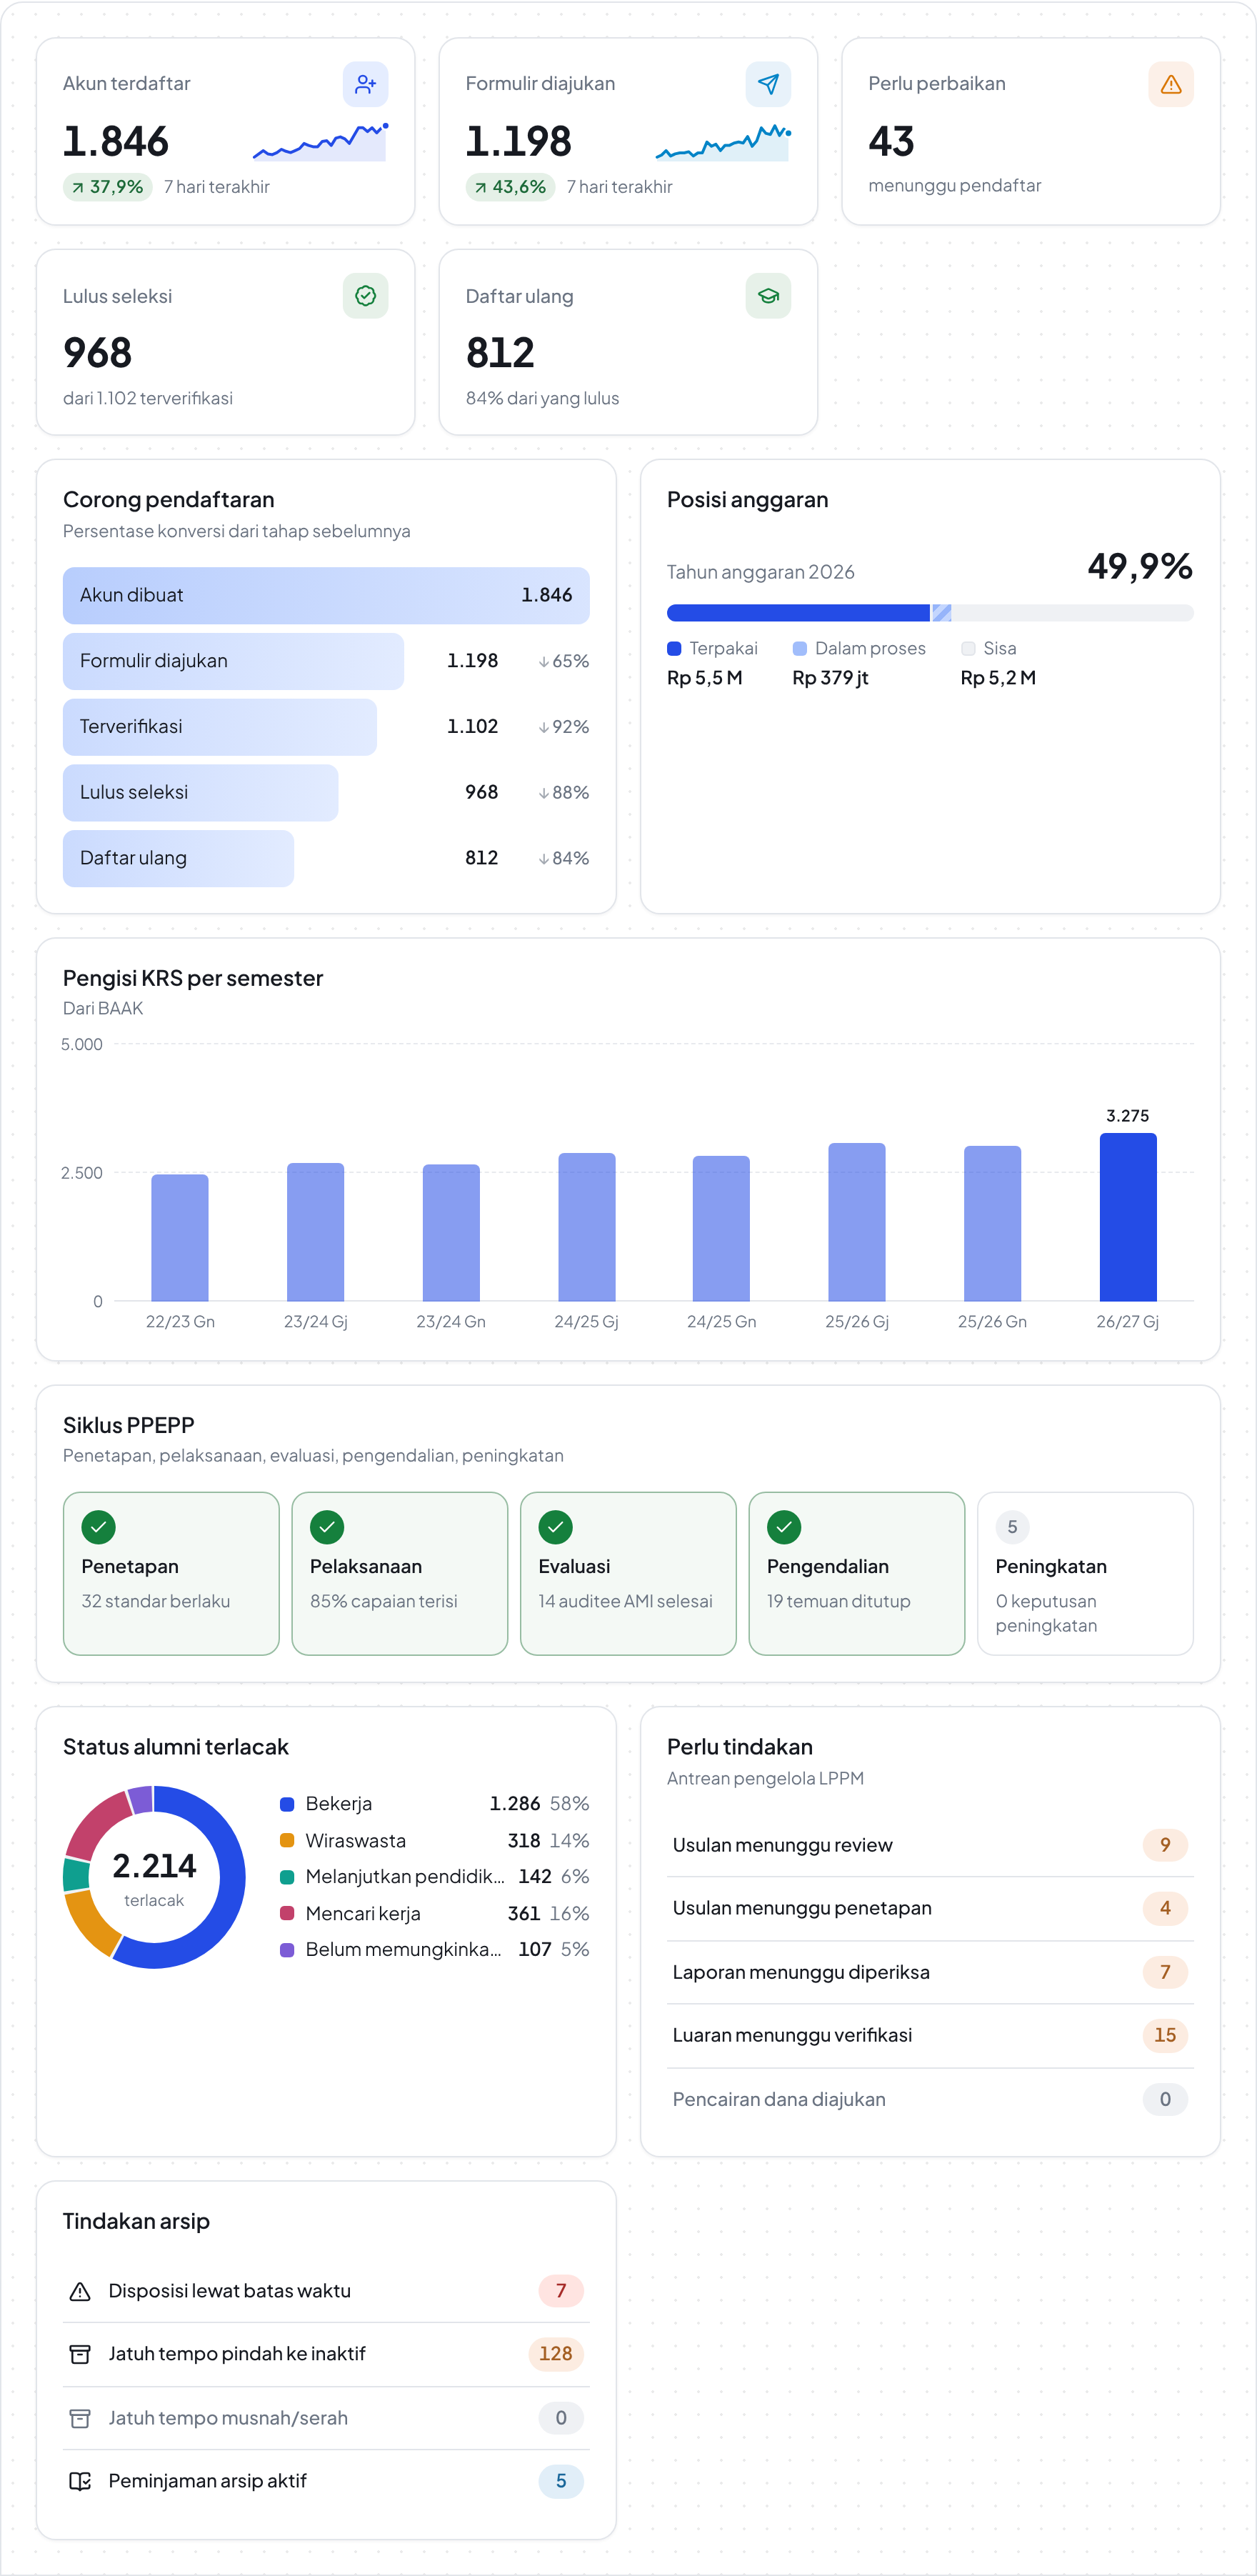 Akun terdaftar
1.846
37,9% 7 hari terakhir
Formulir diajukan
1.198
43,6% 7 hari terakhir
Perlu perbaikan
43
menunggu pendaftar
Lulus seleksi
968
dari 1.102 terverifikasi
Daftar ulang
812
84% dari yang lulus
Corong pendaftaran
Persentase konversi dari tahap sebelumnya
Akun dibuat 1.846
Formulir diajukan 1.198 ↓ 65%
Terverifikasi 1.102 ↓ 92%
Lulus seleksi 968 ↓ 88%
Daftar ulang 812 ↓ 84%
Posisi anggaran
Tahun anggaran 2026 49,9%
Terpakai Dalam proses Sisa
Rp 5,5 M Rp 379 jt Rp 5,2 M
Pengisi KRS per semester
Dari BAAK
5.000
3.275
2.500
0
22/23 Gn 23/24 Gj 23/24 Gn 24/25 Gj 24/25 Gn 25/26 Gj 25/26 Gn 26/27 Gj
Siklus PPEPP
Penetapan, pelaksanaan, evaluasi, pengendalian, peningkatan
Penetapan
32 standar berlaku
Pelaksanaan
85% capaian terisi
Evaluasi
14 auditee AMI selesai
Pengendalian
19 temuan ditutup
5
Peningkatan
0 keputusan
peningkatan
Status alumni terlacak
2.214
terlacak
Bekerja 1.286 58%
Wiraswasta 318 14%
Melanjutkan pendidik... 142 6%
Mencari kerja 361 16%
Belum memungkinka... 107 5%
Perlu tindakan
Antrean pengelola LPPM
Usulan menunggu review 9
Usulan menunggu penetapan 4
Laporan menunggu diperiksa 7
Luaran menunggu verifikasi 15
Pencairan dana diajukan 0
Tindakan arsip
Disposisi lewat batas waktu 7
Jatuh tempo pindah ke inaktif 128
Jatuh tempo musnah/serah 0
Peminjaman arsip aktif 5